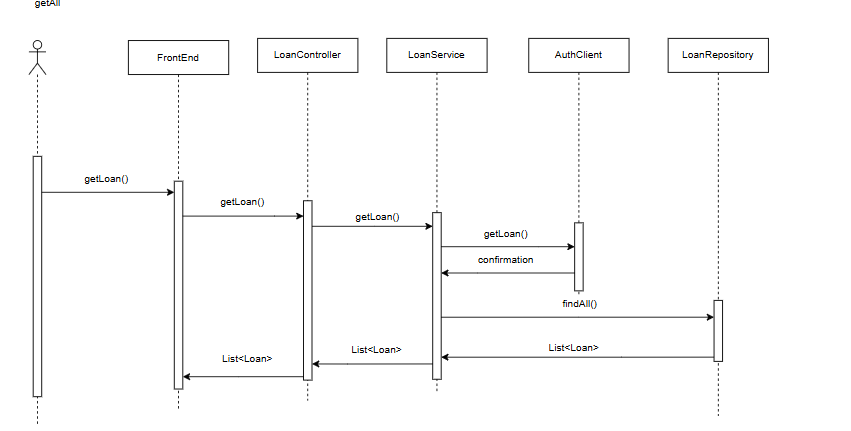 getAll
FrontEnd
LoanController
LoanService
AuthClient
LoanRepository
getLoan()
getLoan()
getLoan()
getLoan()
confirmation
findAll()
List<Loan>
List<Loan>
List<Loan>